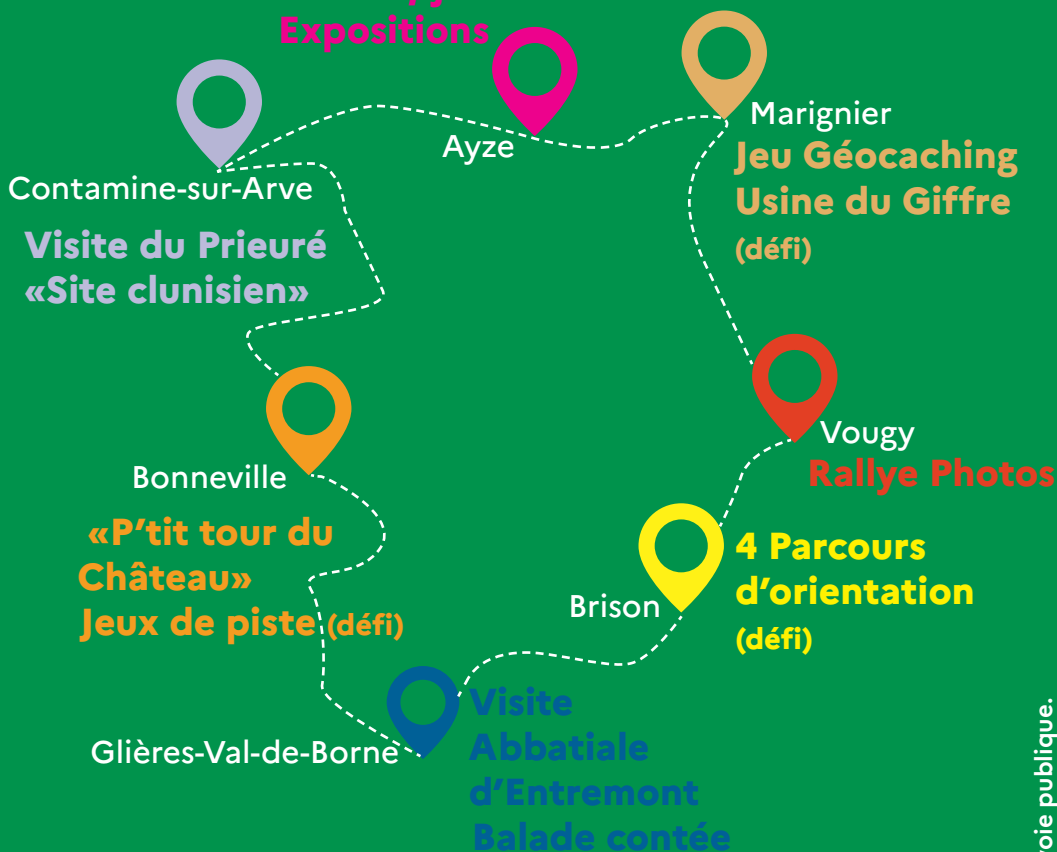 Expositions
Ayze
Marignier
Jeu Géocaching
Usine du Giffre
(défi)
Contamine-sur-Arve
Visite du Prieuré
«Site clunisien»
Vougy
Rallye Photos
Bonneville
«P'tit tour du
Château»
Jeux de piste (défi)
4 Parcours
d'orientation
(défi)
Brison
Glières-Val-de-Borne
Visite
Abbatiale
d'Entremont
Balade contée
voie publique.